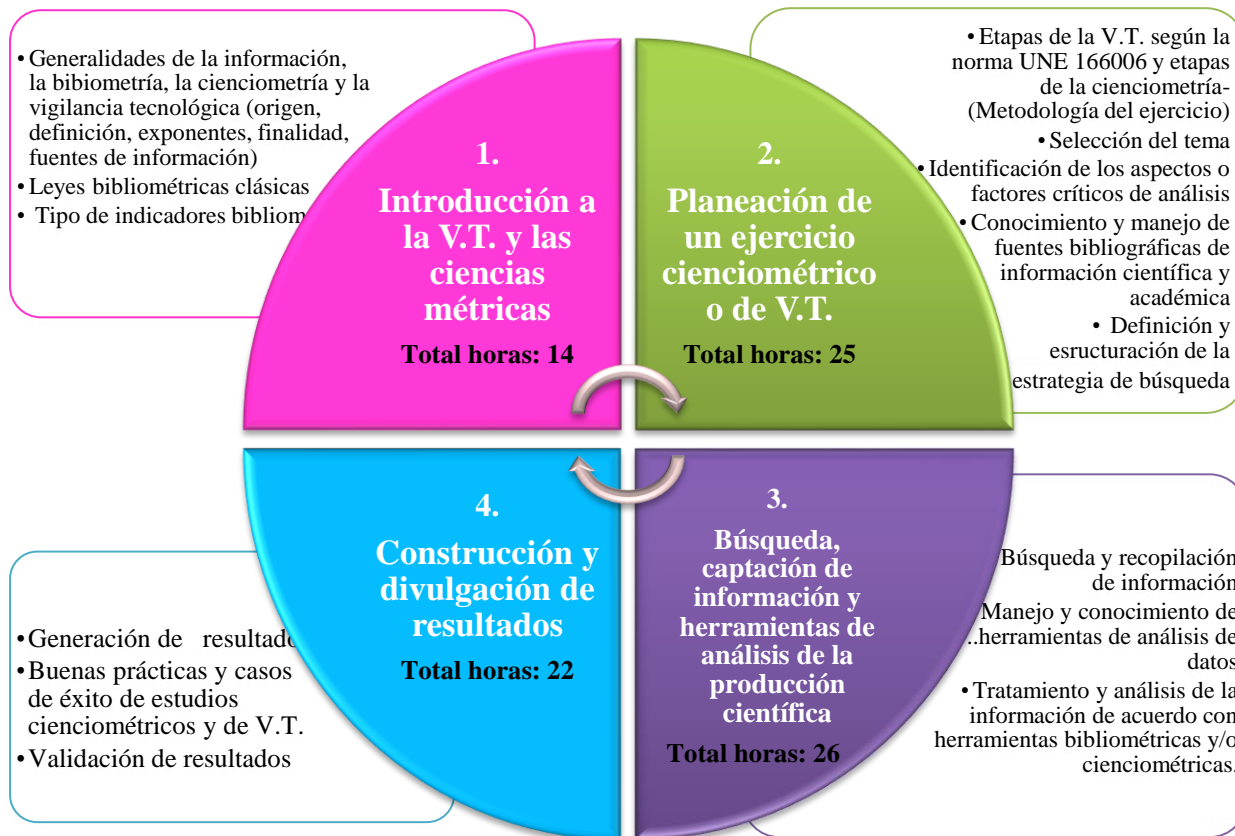 • Generalidades de la información,
la bibiometría, la cienciometría y la
vigilancia tecnológica (origen,
definición, exponentes, finalidad,
fuentes de información)
• Leyes bibliométricas clásicas
• Tipo de indicadores bibliom
1.
Introducción a
la V.T. y las
ciencias
métricas
Total horas: 14
2.
Planeación de
un ejercicio
cienciométrico
o de V.T.
Total horas: 25
• Etapas de la V.T. según la
norma UNE 166006 y etapas
de la cienciometría-
(Metodología del ejercicio)
• Selección del tema
• Identificación de los aspectos o
factores críticos de análisis
• Conocimiento y manejo de
fuentes bibliográficas de
información científica y
académica
• Definición y
esructuración de la
estrategia de búsqueda
4.
Construcción y
divulgación de
resultados
Total horas: 22
• Generación de resultado
• Buenas prácticas y casos
de éxito de estudios
cienciométricos y de V.T.
• Validación de resultados
3.
Búsqueda,
captación de
información y
herramientas de
análisis de la
producción
científica
Total horas: 26
Búsqueda y recopilación
de información
Manejo y conocimiento de
..herramientas de análisis de
datos
• Tratamiento y análisis de la
información de acuerdo con
herramientas bibliométricas y/o
cienciométricas.